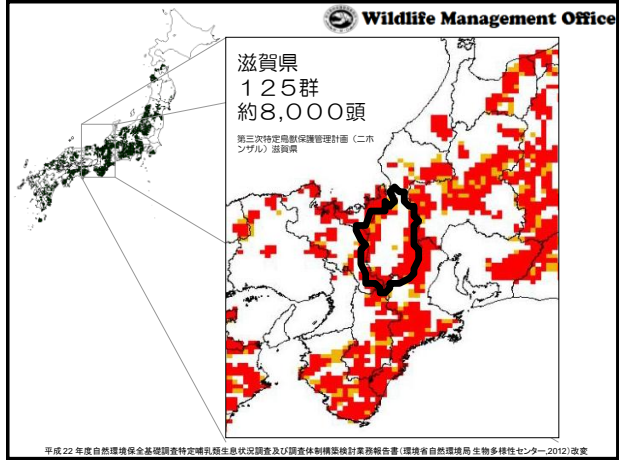 Wildlife Management Office
滋賀県
125群
約8,000頭
第三次特定鳥獣保護管理計画（ニホ
ンザル）滋賀県
平成22年度自然環境保全基礎調査特定哺乳類生息状況調査及び調査体制構築検討業務報告書（環境省自然環境局 生物多様性センター,2012）改変